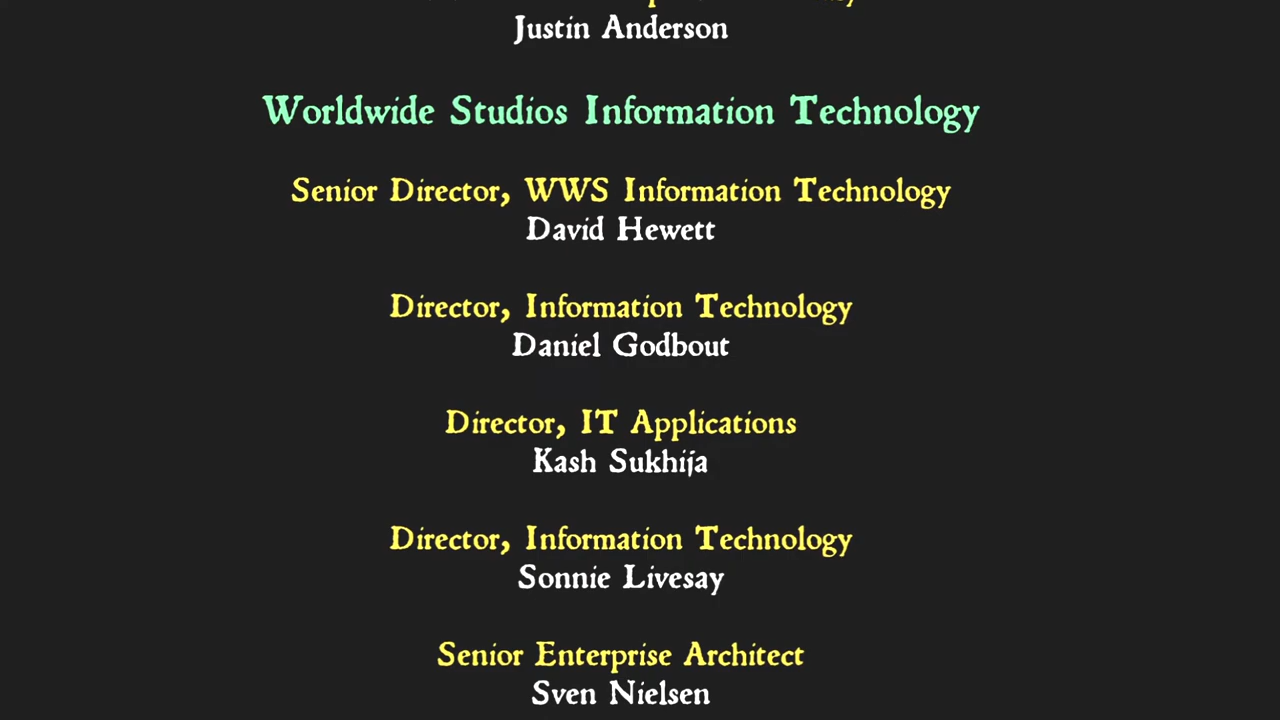 Justin Anderson
Worldwide Studios Information Technology
Senior Director, WWS Information Technology
David Hewett
Director, Information Technology
Daniel Godbout
Director, IT Applications
Kash Sukhija
Director, Information Technology
Sonnie Livesay
Senior Enterprise Architect
Sven Nielsen